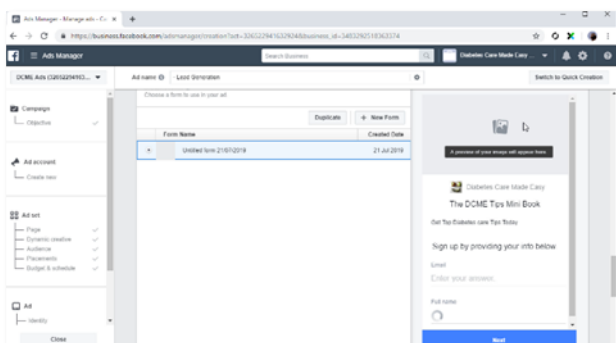 Ads Manager - Manage ads - Co
https://business.facebook.com/adsmanager/creation?act=
Ads Manager
Search business
Diabetes Care Made Easy ...
DCME Ads
Ad name
Lead Generation
Switch to Quick Creation
Choose a form to use in your ad.
Campaign
Objective
Duplicate
+ New Form
Form Name
Created Date
Untitled form 21/07/2019
21 Jul 2019
A preview of your image will appear here
Ad account
Create new
Diabetes Care Made Easy
The DCME Tips Mini Book
Get Top Diabetes care Tips Today
Ad set
Page
Dynamic creative
Audience
Placements
Budget & schedule
Sign up by providing your info below
Email
Enter your answer.
Full name
Ad
Identity
Close
Next